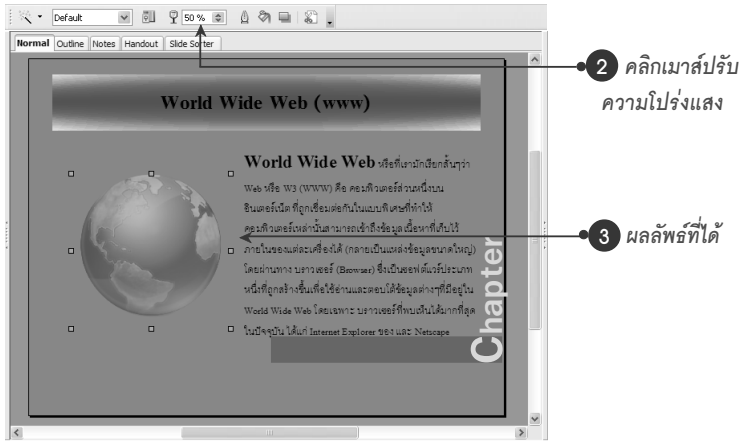 Default
50 %
Normal Outline Notes Handout Slide Sorter
2 คลิกเมาส์ปรับ
ความโปร่งแสง
World Wide Web (www)
World Wide Web หรือที่เรามักเรียกสั้นๆว่า
Web หรือ W3 (WWW) คือ คอมพิวเตอร์ส่วนหนึ่งบน
อินเตอร์เน็ต ที่ถูกเชื่อมต่อกันในแบบพิเศษที่ทำให้
คอมพิวเตอร์เหล่านั้นสามารถเข้าถึงข้อมูล เนื้อหาที่เก็บไว้
ภายในของแต่ละเครื่องได้ (กลายเป็นแหล่งข้อมูลขนาดใหญ่)
โดยผ่านทาง บราวเซอร์ (Browser) ซึ่งเป็นซอฟต์แวร์ประเภท
หนึ่งที่ถูกสร้างขึ้นเพื่อใช้อ่านและตอบโต้ข้อมูลต่างๆที่มีอยู่ใน
World Wide Web โดยเฉพาะ บราวเซอร์ที่พบเห็นได้มากที่สุด
ในปัจจุบัน ได้แก่ Internet Explorer ของ และ Netscape
Chapter
3 ผลลัพธ์ที่ได้